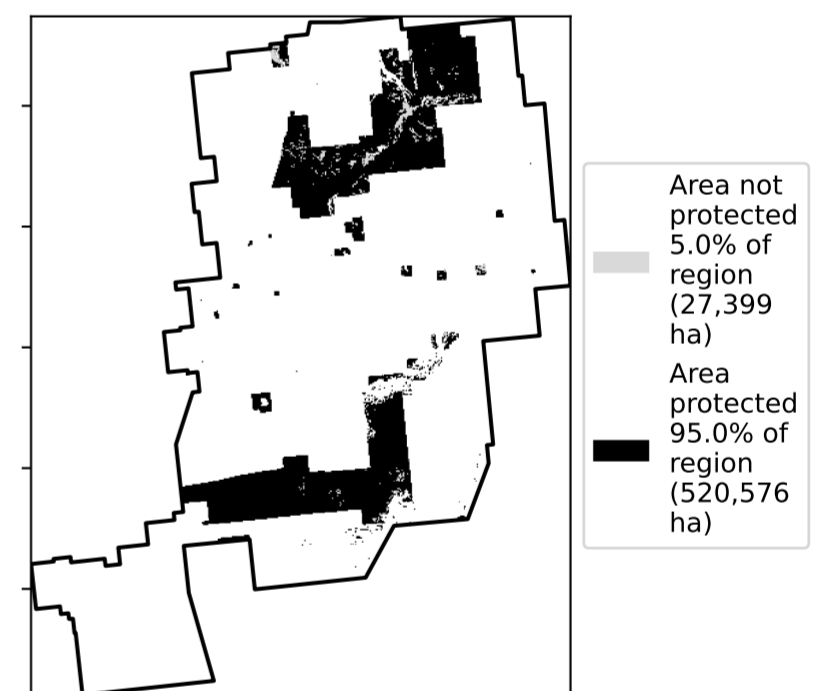 Area not
protected
5.0% of
region
(27,399
ha)
Area
protected
95.0% of
region
(520,576
ha)